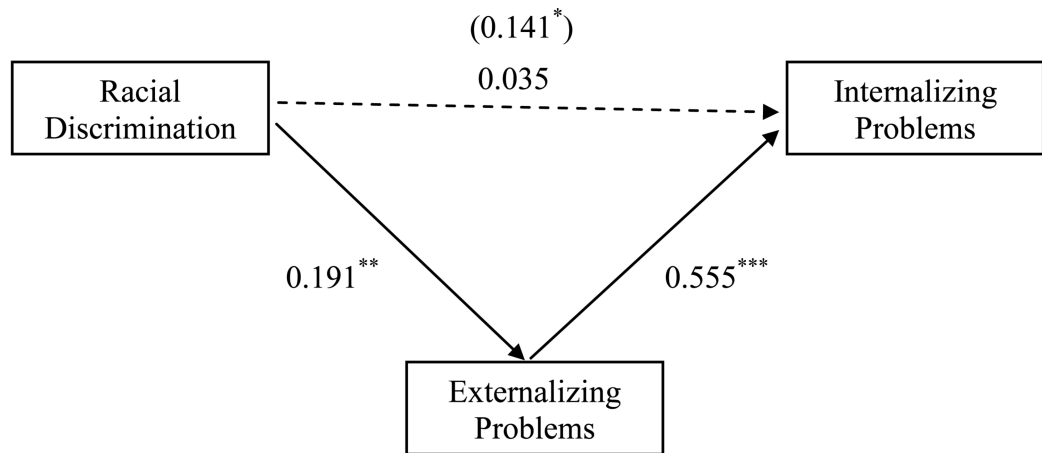 (0.141*)
Racial
Discrimination
0.035
Internalizing
Problems
0.191**
0.555***
Externalizing
Problems